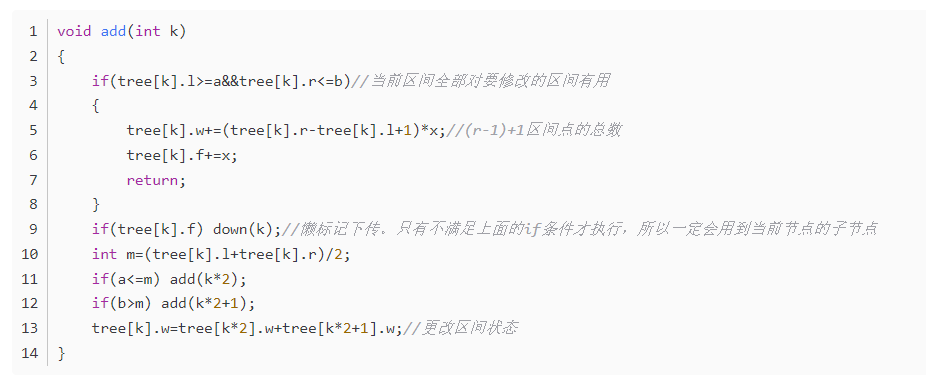 1 void add(int k)
2 {
3     if(tree[k].l>=a&&tree[k].r<=b)//当前区间全部对要修改的区间有用
4     {
5         tree[k].w+=(tree[k].r-tree[k].l+1)*x;//(r-1)+1区间点的总数
6         tree[k].f+=x;
7         return;
8     }
9     if(tree[k].f) down(k);//懒标记下传。只有不满足上面的if条件才执行，所以一定会用到当前节点的子节点
10     int m=(tree[k].l+tree[k].r)/2;
11     if(a<=m) add(k*2);
12     if(b>m) add(k*2+1);
13     tree[k].w=tree[k*2].w+tree[k*2+1].w;//更改区间状态
14 }